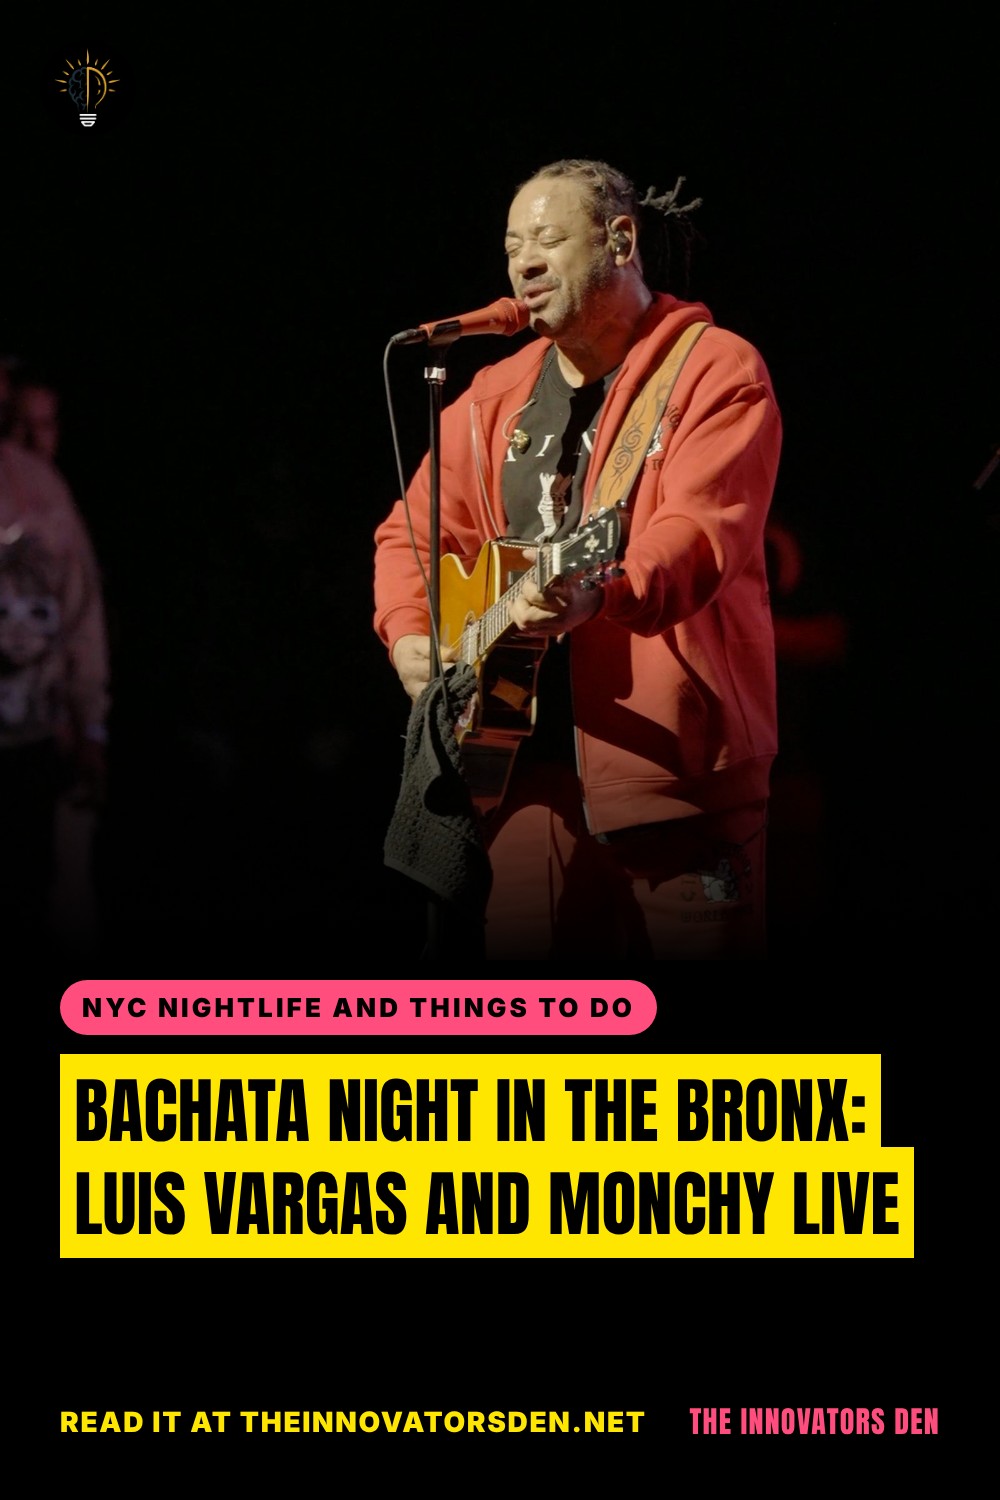 NYC NIGHTLIFE AND THINGS TO DO
BACHATA NIGHT IN THE BRONX:
LUIS VARGAS AND MONCHY LIVE
READ IT AT THEINNOVATORSDEN.NET
THE INNOVATORS DEN